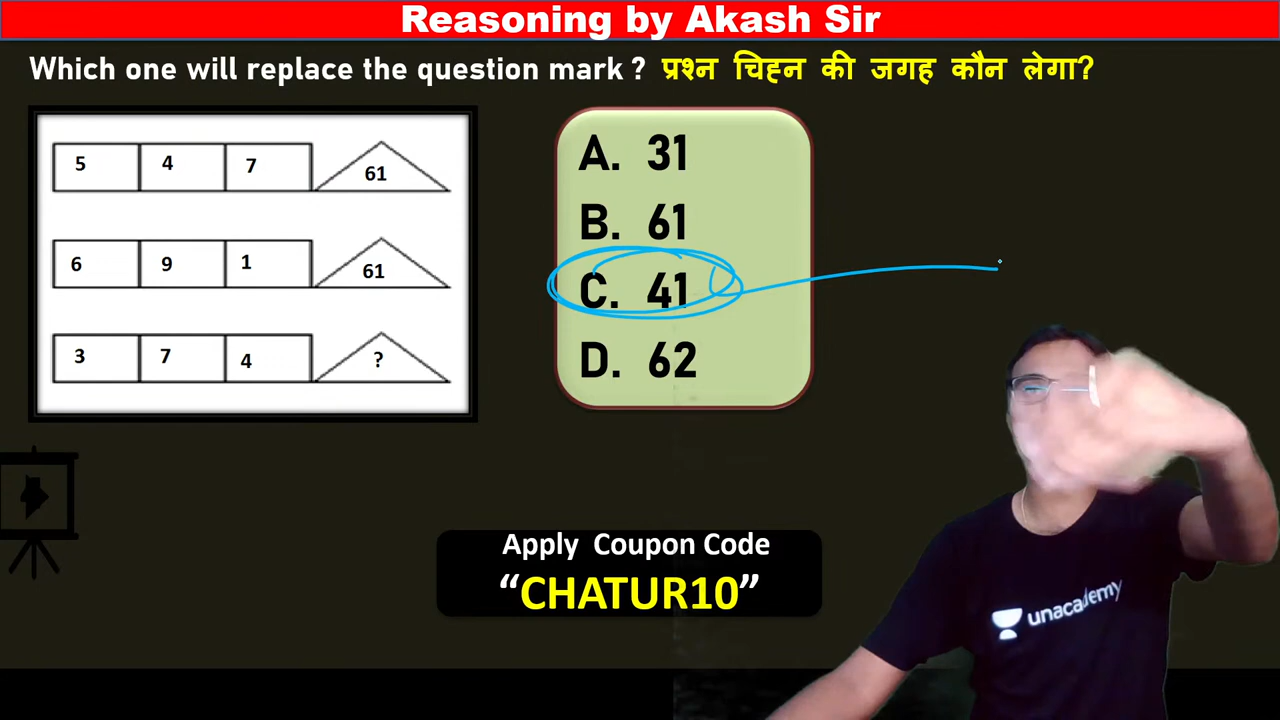 Reasoning by Akash Sir
Which one will replace the question mark ? प्रश्न चिह्न की जगह कौन लेगा?
5 4 7 61
6 9 1 61
3 7 4 ?
A. 31
B. 61
C. 41
D. 62
Apply Coupon Code
“CHATUR10”
unacademy